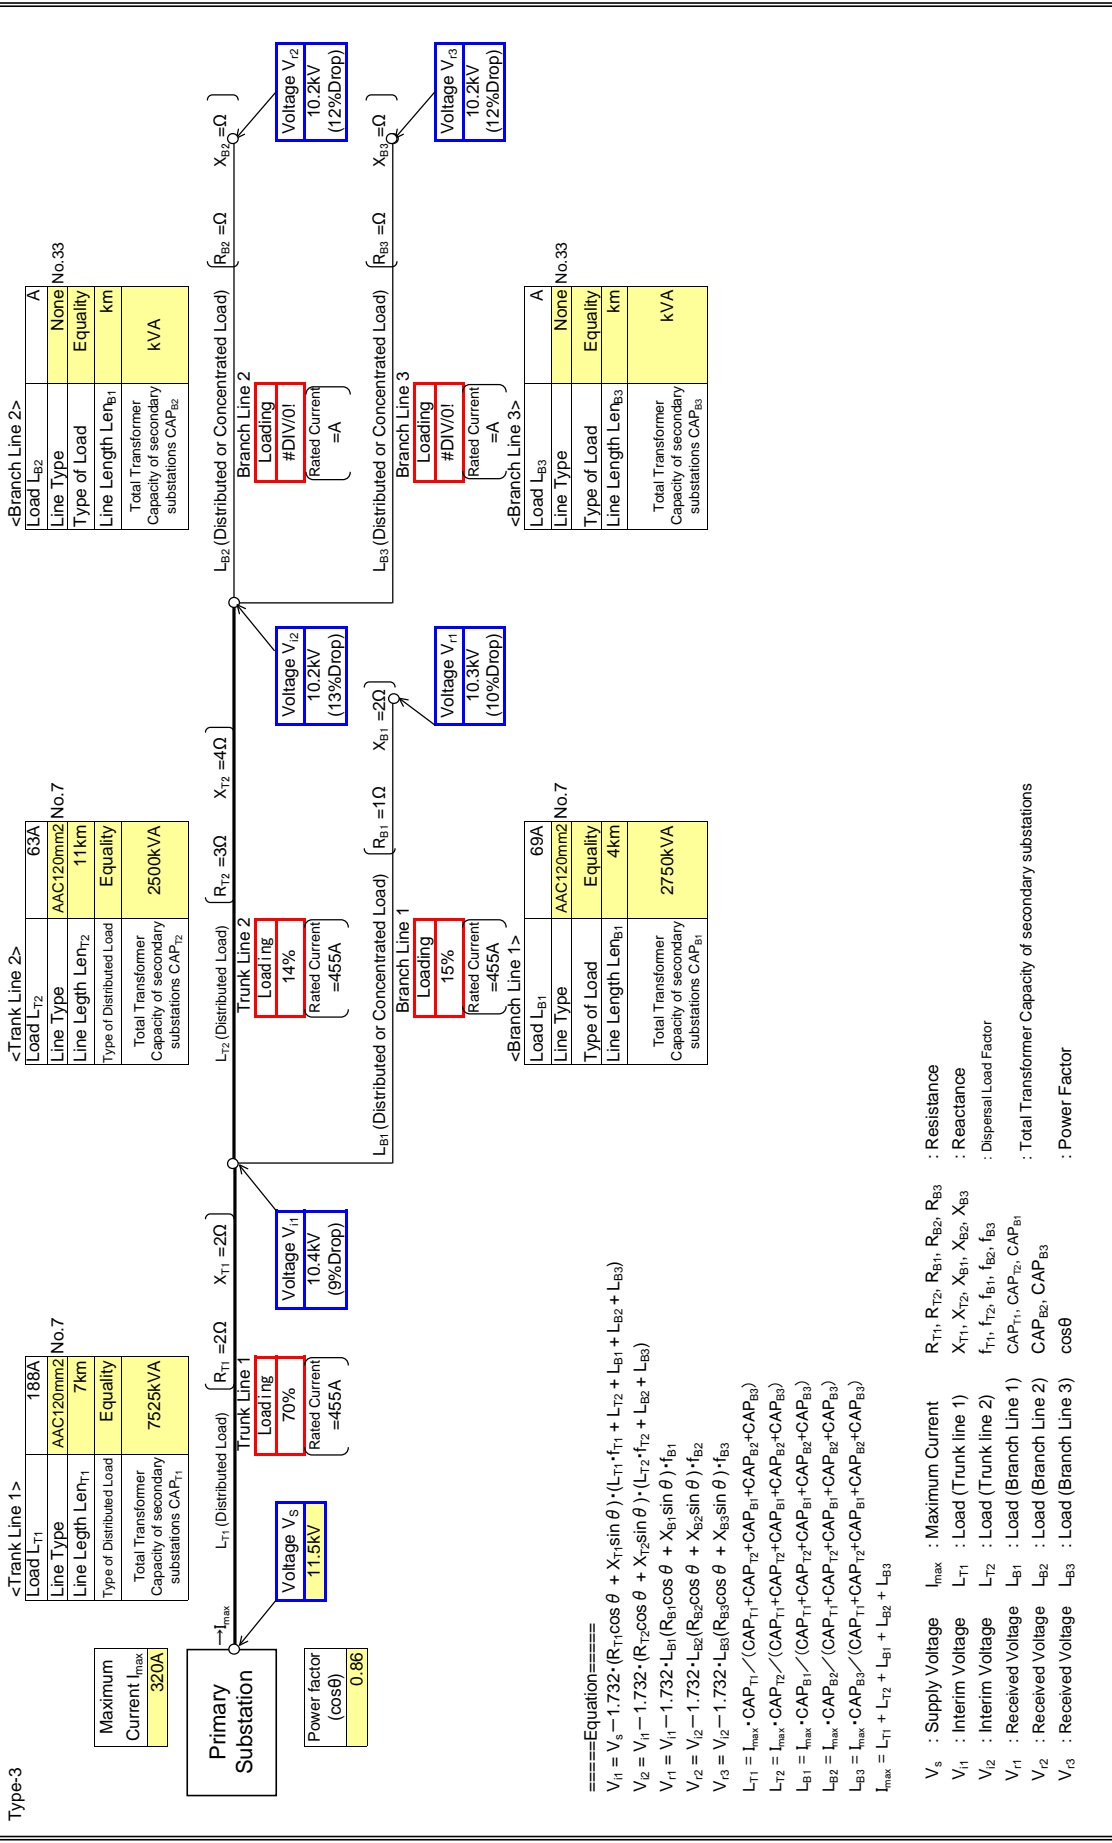 Type-3
Maximum
Current Imax
320A
Primary
Substation
Power factor
(cosθ)
0.86
→Imax
Voltage Vs
11.5kV
<Trank Line 1>
Load LT1 188A
Line Type AAC120mm2 No.7
Line Legth LenT1 7km
Type of Distributed Load Equality
Total Transformer
Capacity of secondary
substations CAPT1
7525kVA
LT1 (Distributed Load) RT1 =2Ω XT1 =2Ω
Trunk Line 1
Loading
70%
Rated Current
=455A
Voltage Vi1
10.4kV
(9%Drop)
<Trank Line 2>
Load LT2 63A
Line Type AAC120mm2 No.7
Line Legth LenT2 11km
Type of Distributed Load Equality
Total Transformer
Capacity of secondary
substations CAPT2
2500kVA
LT2 (Distributed Load) RT2 =3Ω XT2 =4Ω
Trunk Line 2
Loading
14%
Rated Current
=455A
Voltage Vi2
10.2kV
(13%Drop)
LB1 (Distributed or Concentrated Load) RB1 =1Ω XB1 =2Ω
Branch Line 1
Loading
15%
Rated Current
=455A
Voltage Vr1
10.3kV
(10%Drop)
<Branch Line 1>
Load LB1 69A
Line Type AAC120mm2 No.7
Type of Load Equality
Line Length LenB1 4km
Total Transformer
Capacity of secondary
substations CAPB1
2750kVA
<Branch Line 2>
Load LB2 A
Line Type None No.33
Type of Load Equality
Line Length LenB1 km
Total Transformer
Capacity of secondary
substations CAPB2
kVA
LB2 (Distributed or Concentrated Load) RB2 =Ω XB2 =Ω
Branch Line 2
Loading
#DIV/0!
Rated Current
=A
Voltage Vr2
10.2kV
(12%Drop)
LB3 (Distributed or Concentrated Load) RB3 =Ω XB3 =Ω
Branch Line 3
Loading
#DIV/0!
Rated Current
=A
Voltage Vr3
10.2kV
(12%Drop)
<Branch Line 3>
Load LB3 A
Line Type None No.33
Type of Load Equality
Line Length LenB3 km
Total Transformer
Capacity of secondary
substations CAPB3
kVA
=====Equation=====
Vi1 = Vs－1.732・(RT1cos θ + XT1sin θ)・(LT1・fT1 + LT2 + LB1 + LB2 + LB3)
Vi2 = Vi1－1.732・(RT2cos θ + XT2sin θ)・(LT2・fT2 + LB2 + LB3)
Vr1 = Vi1－1.732・LB1(RB1cos θ + XB1sin θ)・fB1
Vr2 = Vi2－1.732・LB2(RB2cos θ + XB2sin θ)・fB2
Vr3 = Vi2－1.732・LB3(RB3cos θ + XB3sin θ)・fB3
LT1 = Imax・CAPT1／(CAPT1+CAPT2+CAPB1+CAPB2+CAPB3)
LT2 = Imax・CAPT2／(CAPT1+CAPT2+CAPB1+CAPB2+CAPB3)
LB1 = Imax・CAPB1／(CAPT1+CAPT2+CAPB1+CAPB2+CAPB3)
LB2 = Imax・CAPB2／(CAPT1+CAPT2+CAPB1+CAPB2+CAPB3)
LB3 = Imax・CAPB3／(CAPT1+CAPT2+CAPB1+CAPB2+CAPB3)
Imax = LT1 + LT2 + LB1 + LB2 + LB3
Vs : Supply Voltage Imax : Maximum Current RT1, RT2, RB1, RB2, RB3 : Resistance
Vi1 : Interim Voltage LT1 : Load (Trunk line 1) XT1, XT2, XB1, XB2, XB3 : Reactance
Vi2 : Interim Voltage LT2 : Load (Trunk line 2) fT1, fT2, fB1, fB2, fB3 : Dispersal Load Factor
Vr1 : Received Voltage LB1 : Load (Branch Line 1) CAPT1, CAPT2, CAPB1
: Total Transformer Capacity of secondary substations
Vr2 : Received Voltage LB2 : Load (Branch Line 2) CAPB2, CAPB3
Vr3 : Received Voltage LB3 : Load (Branch Line 3) cosθ : Power Factor